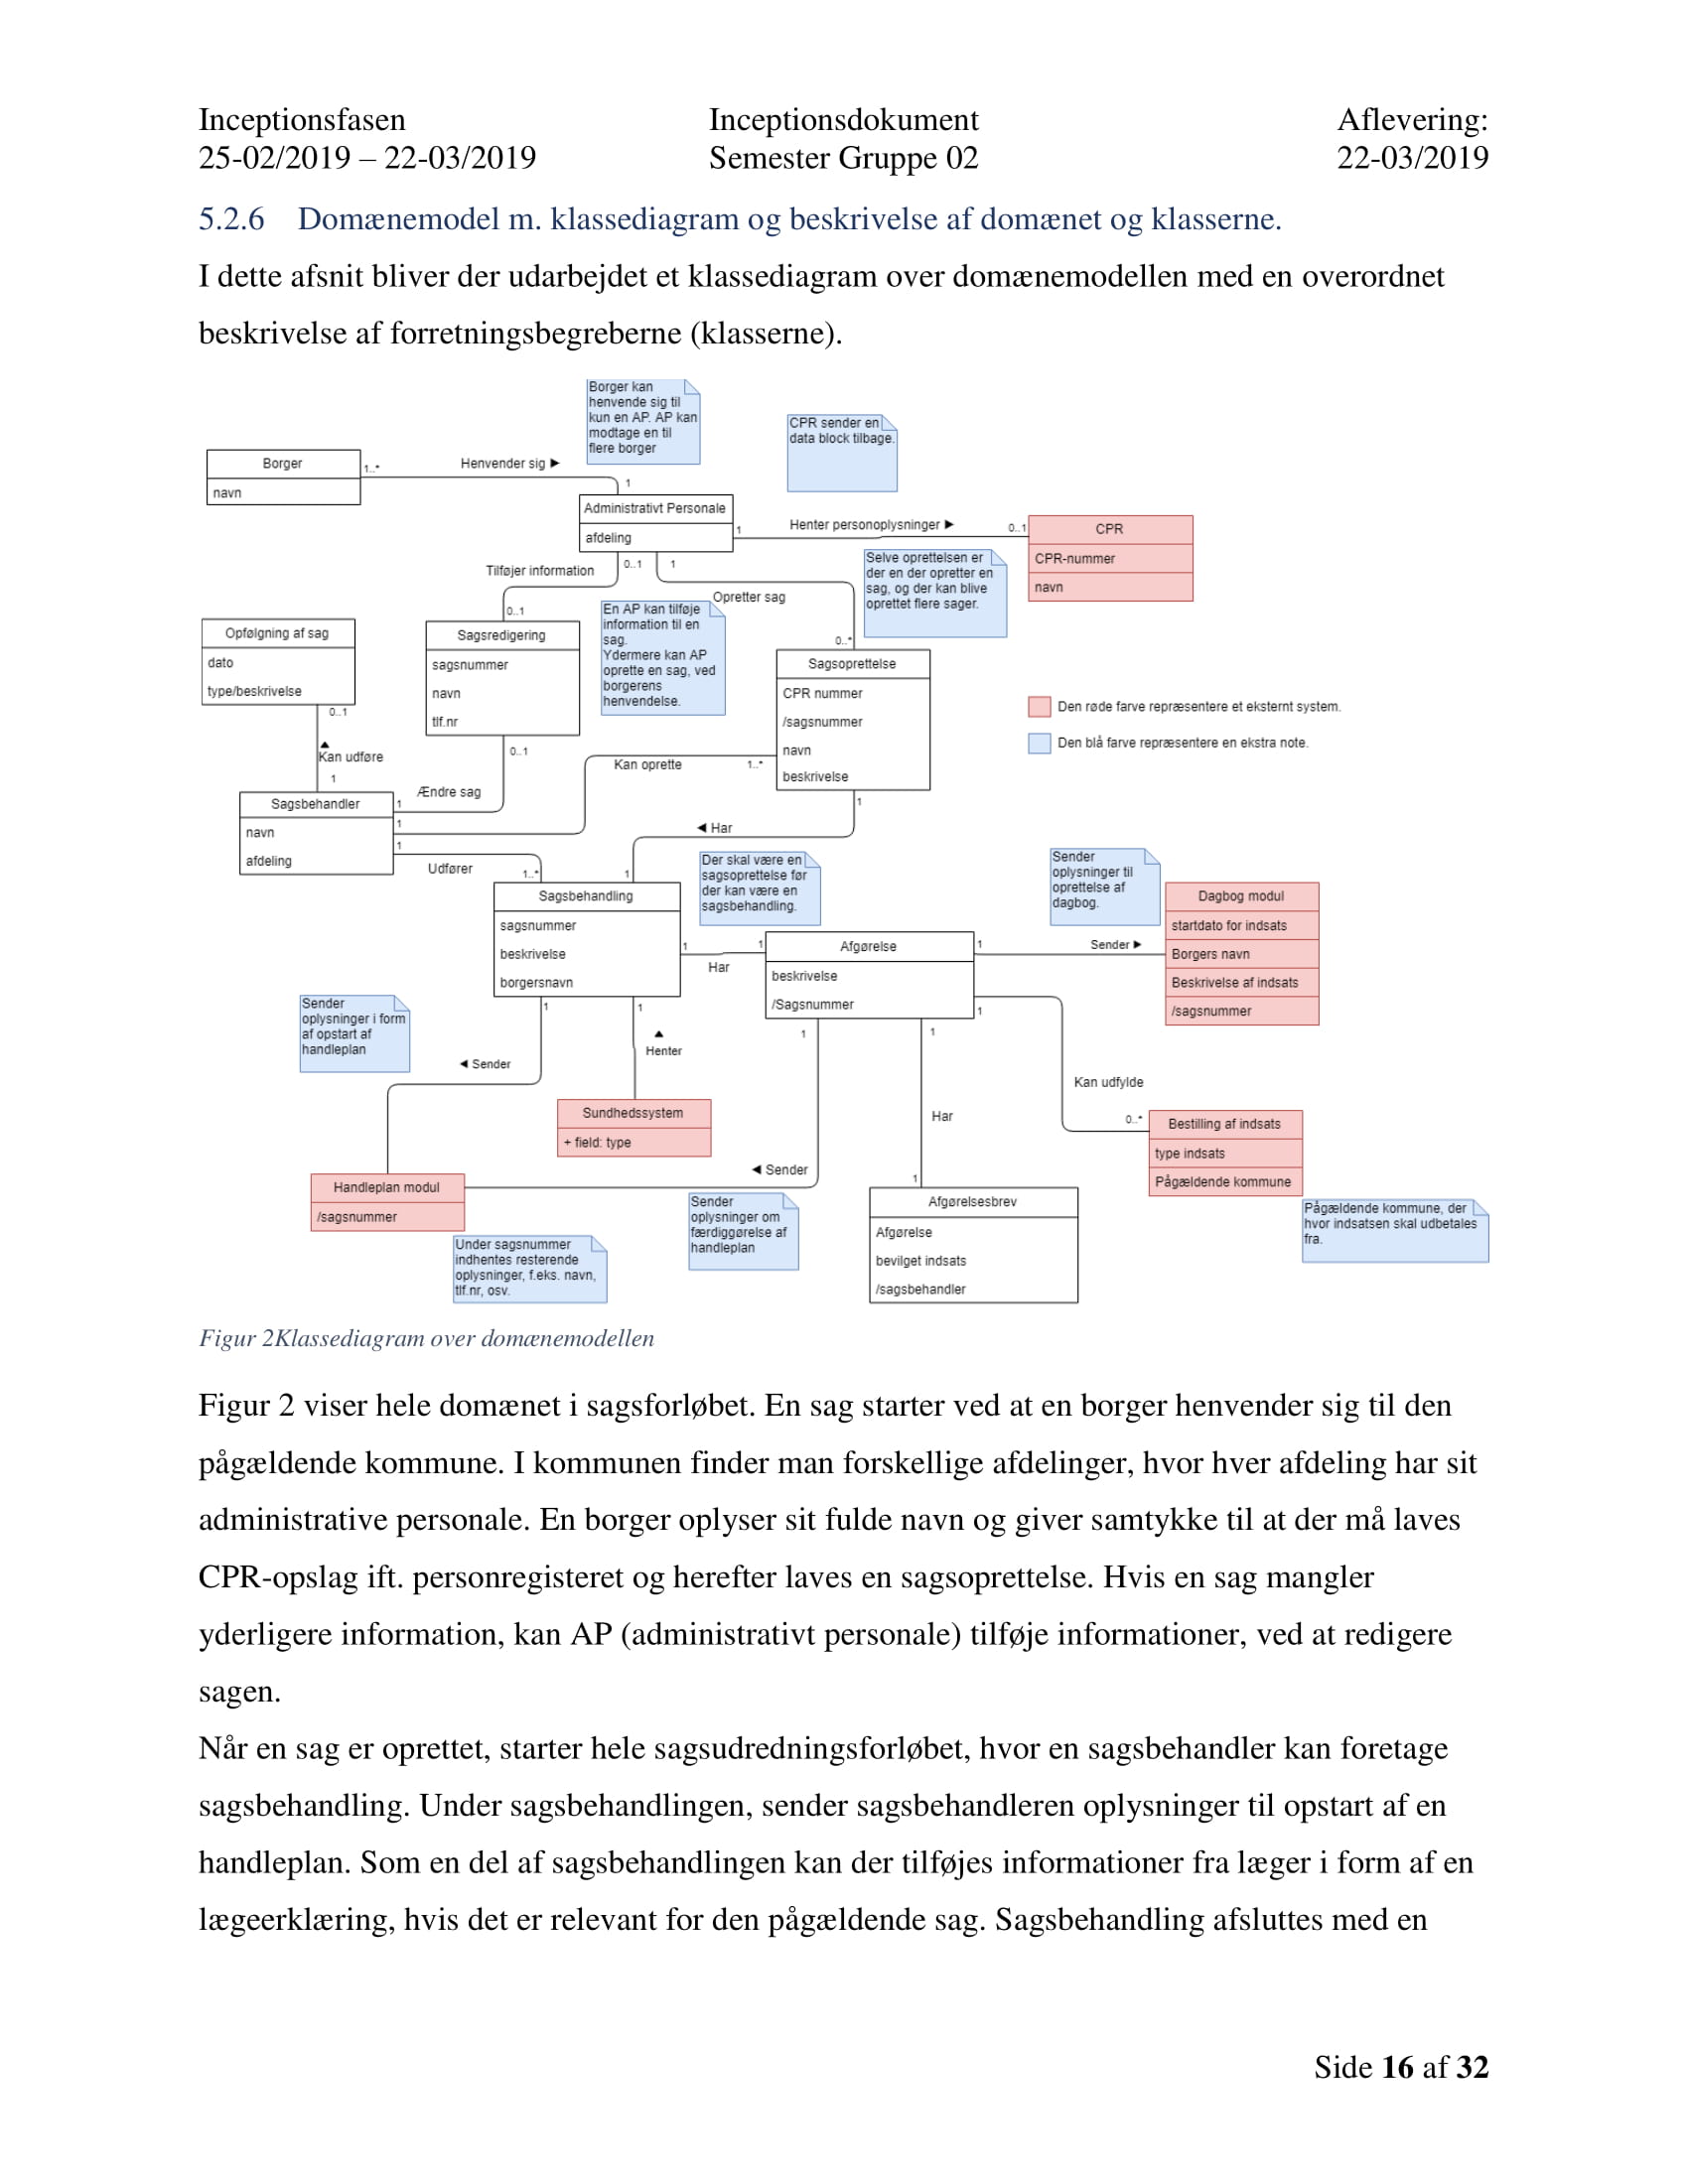 Inceptionsfasen
Inceptionsdokument
Aflevering:
25-02/2019 – 22-03/2019
Semester Gruppe 02
22-03/2019
5.2.6 Domænemodel m. klassediagram og beskrivelse af domænet og klasserne.
I dette afsnit bliver der udarbejdet et klassediagram over domænemodellen med en overordnet
beskrivelse af forretningsbegreberne (klasserne).
Borger kan
henvende sig til
kun en AP. AP kan
modtage en til
flere borger
CPR sender en
data block tilbage.
Borger
navn
1..*
Henvender sig ►
1
Administrativt Personale
afdeling
1
Henter personoplysninger ►
0..1
CPR
CPR-nummer
navn
Tilføjer information
0..1
1
0..1
Opretter sag
0..*
Selve oprettelsen er
der en der opretter en
sag, og der kan blive
oprettet flere sager.
En AP kan tilføje
information til en
sag.
Ydermere kan AP
oprette en sag, ved
borgerens
henvendelse.
Opfølgning af sag
dato
type/beskrivelse
0..1
▲
Kan udføre
1
Sagsredigering
sagsnummer
navn
tlf.nr
0..1
Sagsoprettelse
CPR nummer
/sagsnummer
navn
beskrivelse
1
Den røde farve repræsentere et eksternt system.
Den blå farve repræsentere en ekstra note.
Kan oprette
1..*
Sagsbehandler
navn
afdeling
1
Ændre sag
1
1
Udfører
1..*
◄ Har
1
Der skal være en
sagsoprettelse før
der kan være en
sagsbehandling.
Sagsbehandling
sagsnummer
beskrivelse
borgersnavn
1
Har
1
Afgørelse
beskrivelse
/Sagsnummer
1
Sender ►
Sender
oplysninger til
oprettelse af
dagbog.
Dagbog modul
startdato for indsats
Borgers navn
Beskrivelse af indsats
/sagsnummer
Sender
oplysninger i form
af opstart af
handleplan
1
◄ Sender
1
▲
Henter
Sundhedssystem
+ field: type
1
◄ Sender
1
Har
1
1
Kan udfylde
0..*
Bestilling af indsats
type indsats
Pågældende kommune
Handleplan modul
/sagsnummer
Under sagsnummer
indhentes resterende
oplysninger, f.eks. navn,
tlf.nr, osv.
Sender
oplysninger om
færdiggørelse af
handleplan
Afgørelsesbrev
Afgørelse
bevilget indsats
/sagsbehandler
Pågældende kommune, der
hvor indsatsen skal udbetales
fra.
Figur 2Klassediagram over domænemodellen
Figur 2 viser hele domænet i sagsforløbet. En sag starter ved at en borger henvender sig til den
pågældende kommune. I kommunen finder man forskellige afdelinger, hvor hver afdeling har sit
administrative personale. En borger oplyser sit fulde navn og giver samtykke til at der må laves
CPR-opslag ift. personregisteret og herefter laves en sagsoprettelse. Hvis en sag mangler
yderligere information, kan AP (administrativt personale) tilføje informationer, ved at redigere
sagen.
Når en sag er oprettet, starter hele sagsudredningsforløbet, hvor en sagsbehandler kan foretage
sagsbehandling. Under sagsbehandlingen, sender sagsbehandleren oplysninger til opstart af en
handleplan. Som en del af sagsbehandlingen kan der tilføjes informationer fra læger i form af en
lægeerklæring, hvis det er relevant for den pågældende sag. Sagsbehandling afsluttes med en
Side 16 af 32